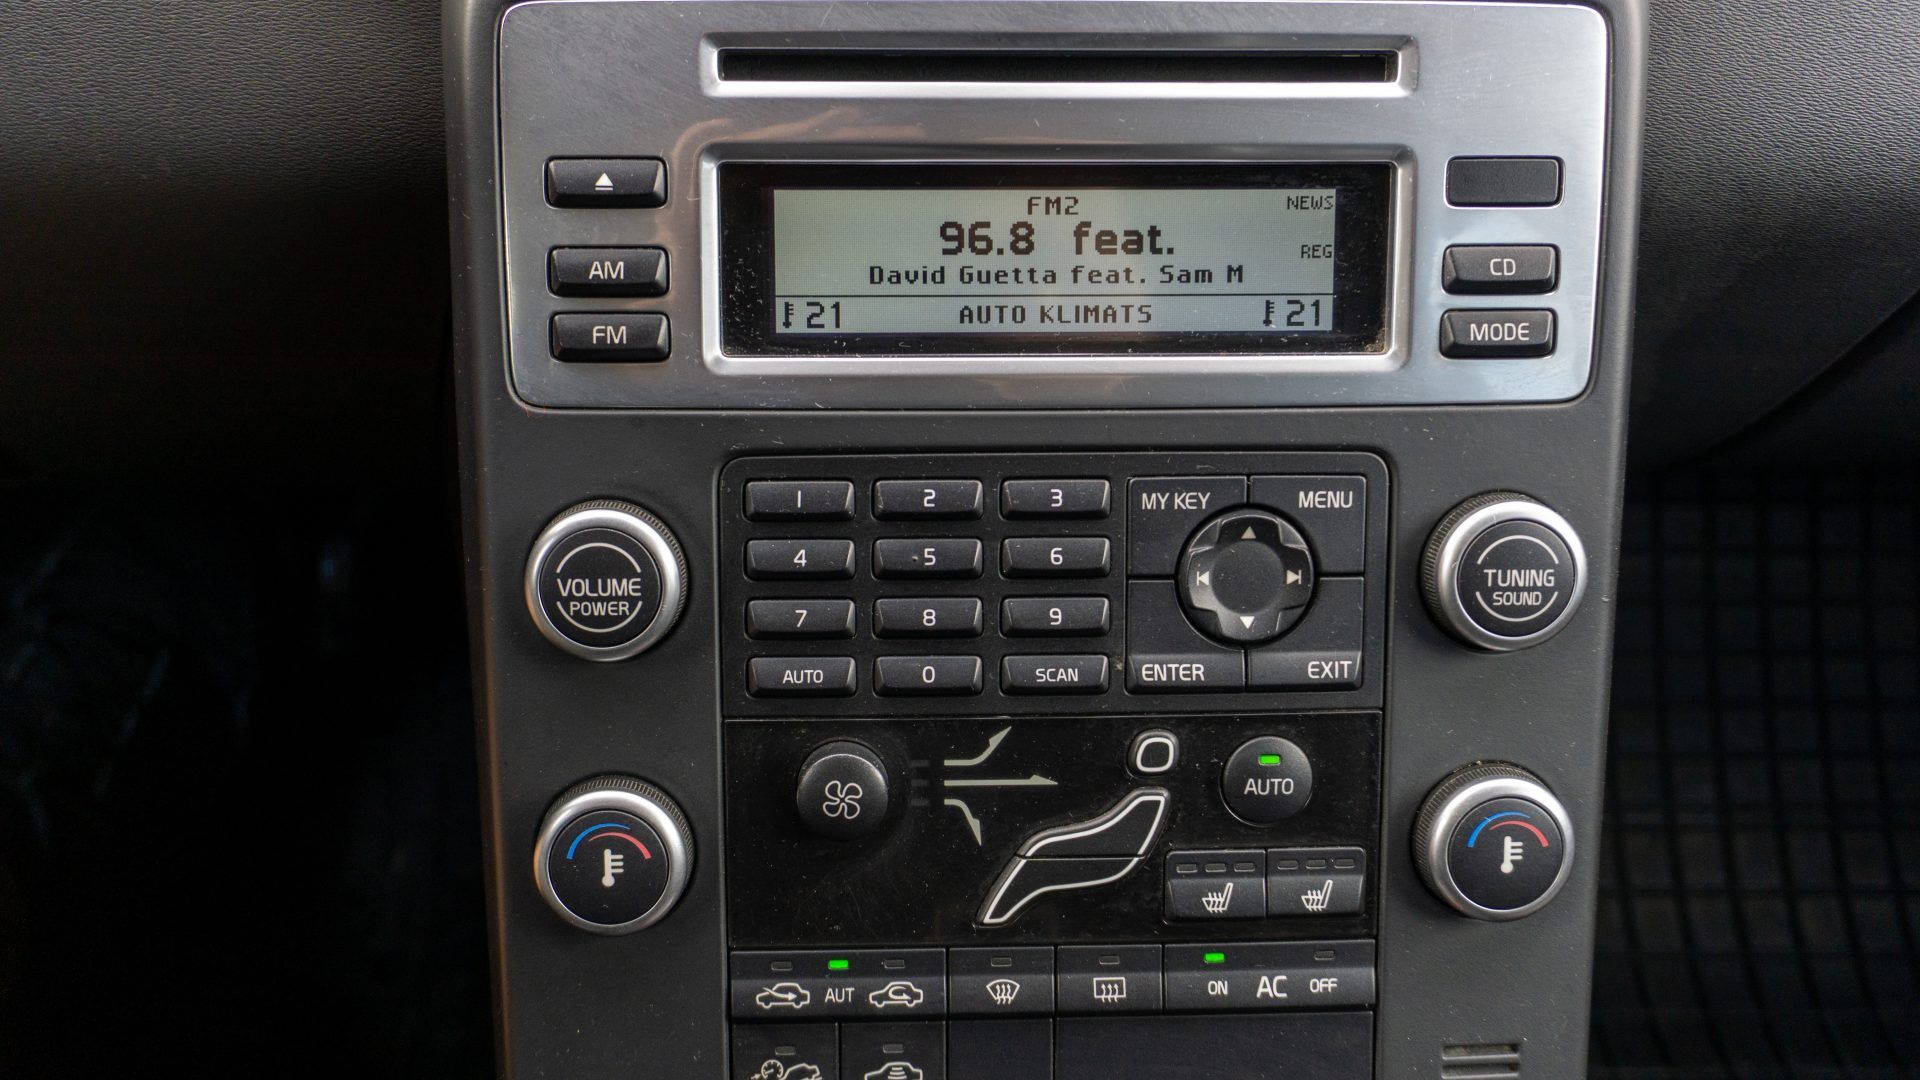 FM2
NEWS
96.8 feat.
REG
David Guetta feat. Sam M
21 AUTO KLIMATS 21
AM
FM
CD
MODE
1 2 3
4 5 6
7 8 9
AUTO 0 SCAN
MY KEY MENU
ENTER EXIT
VOLUME
POWER
TUNING
SOUND
AUTO
AUT
ON AC OFF